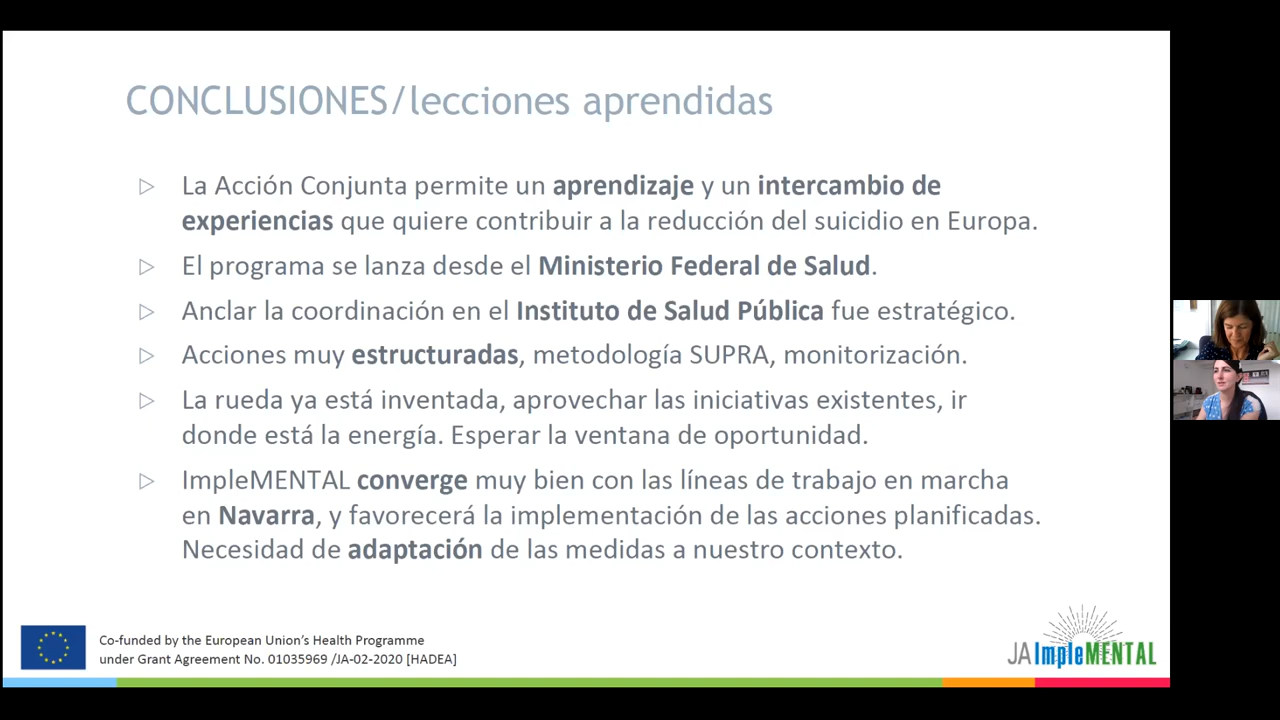 CONCLUSIONES/lecciones aprendidas
La Acción Conjunta permite un aprendizaje y un intercambio de
experiencias que quiere contribuir a la reducción del suicidio en Europa.
El programa se lanza desde el Ministerio Federal de Salud.
Anclar la coordinación en el Instituto de Salud Pública fue estratégico.
Acciones muy estructuradas, metodología SUPRA, monitorización.
La rueda ya está inventada, aprovechar las iniciativas existentes, ir
donde está la energía. Esperar la ventana de oportunidad.
ImpleMENTAL converge muy bien con las líneas de trabajo en marcha
en Navarra, y favorecerá la implementación de las acciones planificadas.
Necesidad de adaptación de las medidas a nuestro contexto.
Co-funded by the European Union's Health Programme
under Grant Agreement No. 01035969 /JA-02-2020 [HADEA]
JAImpleMENTAL